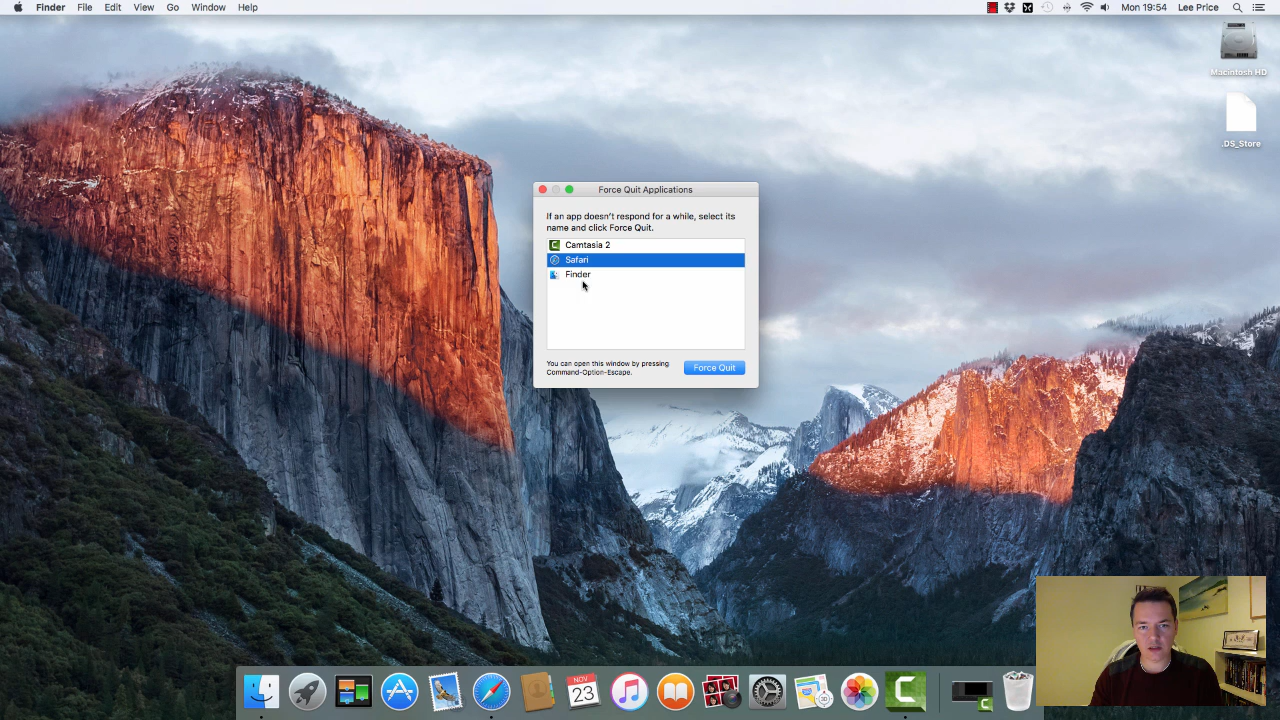 Finder File Edit View Go Window Help Mon 19:54 Lee Price
Macintosh HD
.DS_Store
Force Quit Applications
If an app doesn't respond for a while, select its
name and click Force Quit.
Camtasia 2
Safari
Finder
You can open this window by pressing
Command-Option-Escape.
Force Quit
NOV
23
3D